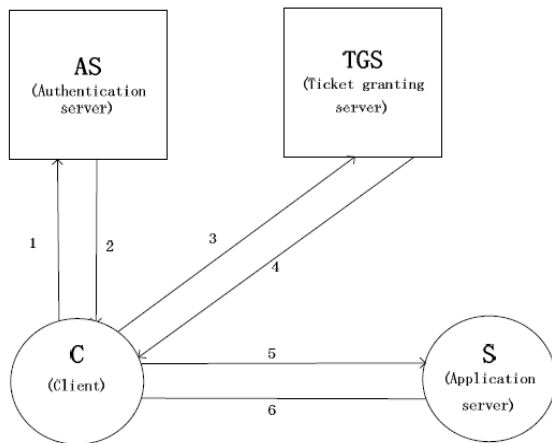 AS
(Authentication
server)
TGS
(Ticket granting
server)
1
2
3
4
C
(Client)
5
6
S
(Application
server)